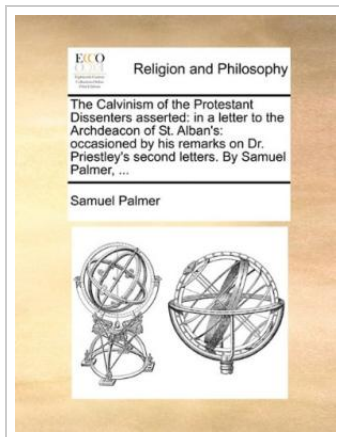 ECCO
Religion and Philosophy
The Calvinism of the Protestant
Dissenters asserted: in a letter to the
Archdeacon of St. Alban's:
occasioned by his remarks on Dr.
Priestley's second letters. By Samuel
Palmer, ...
Samuel Palmer